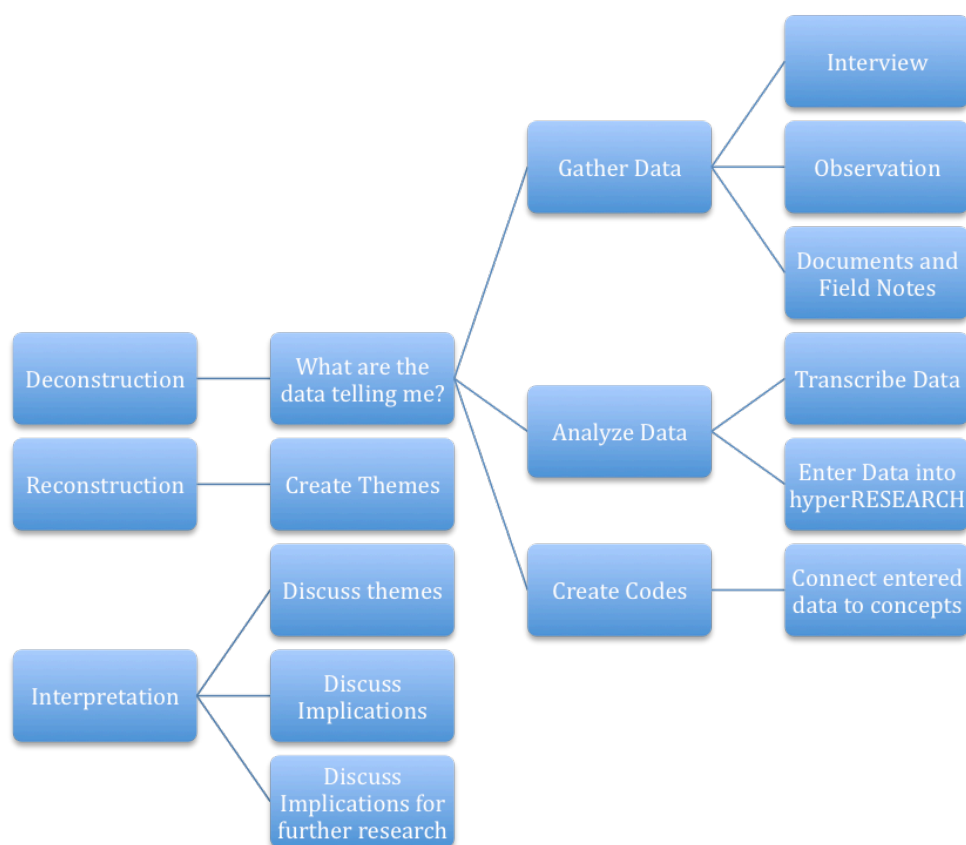 Deconstruction
What are the
data telling me?
Gather Data
Interview
Observation
Documents and
Field Notes
Analyze Data
Transcribe Data
Enter Data into
hyperRESEARCH
Create Codes
Connect entered
data to concepts
Reconstruction
Create Themes
Interpretation
Discuss themes
Discuss
Implications
Discuss
Implications for
further research